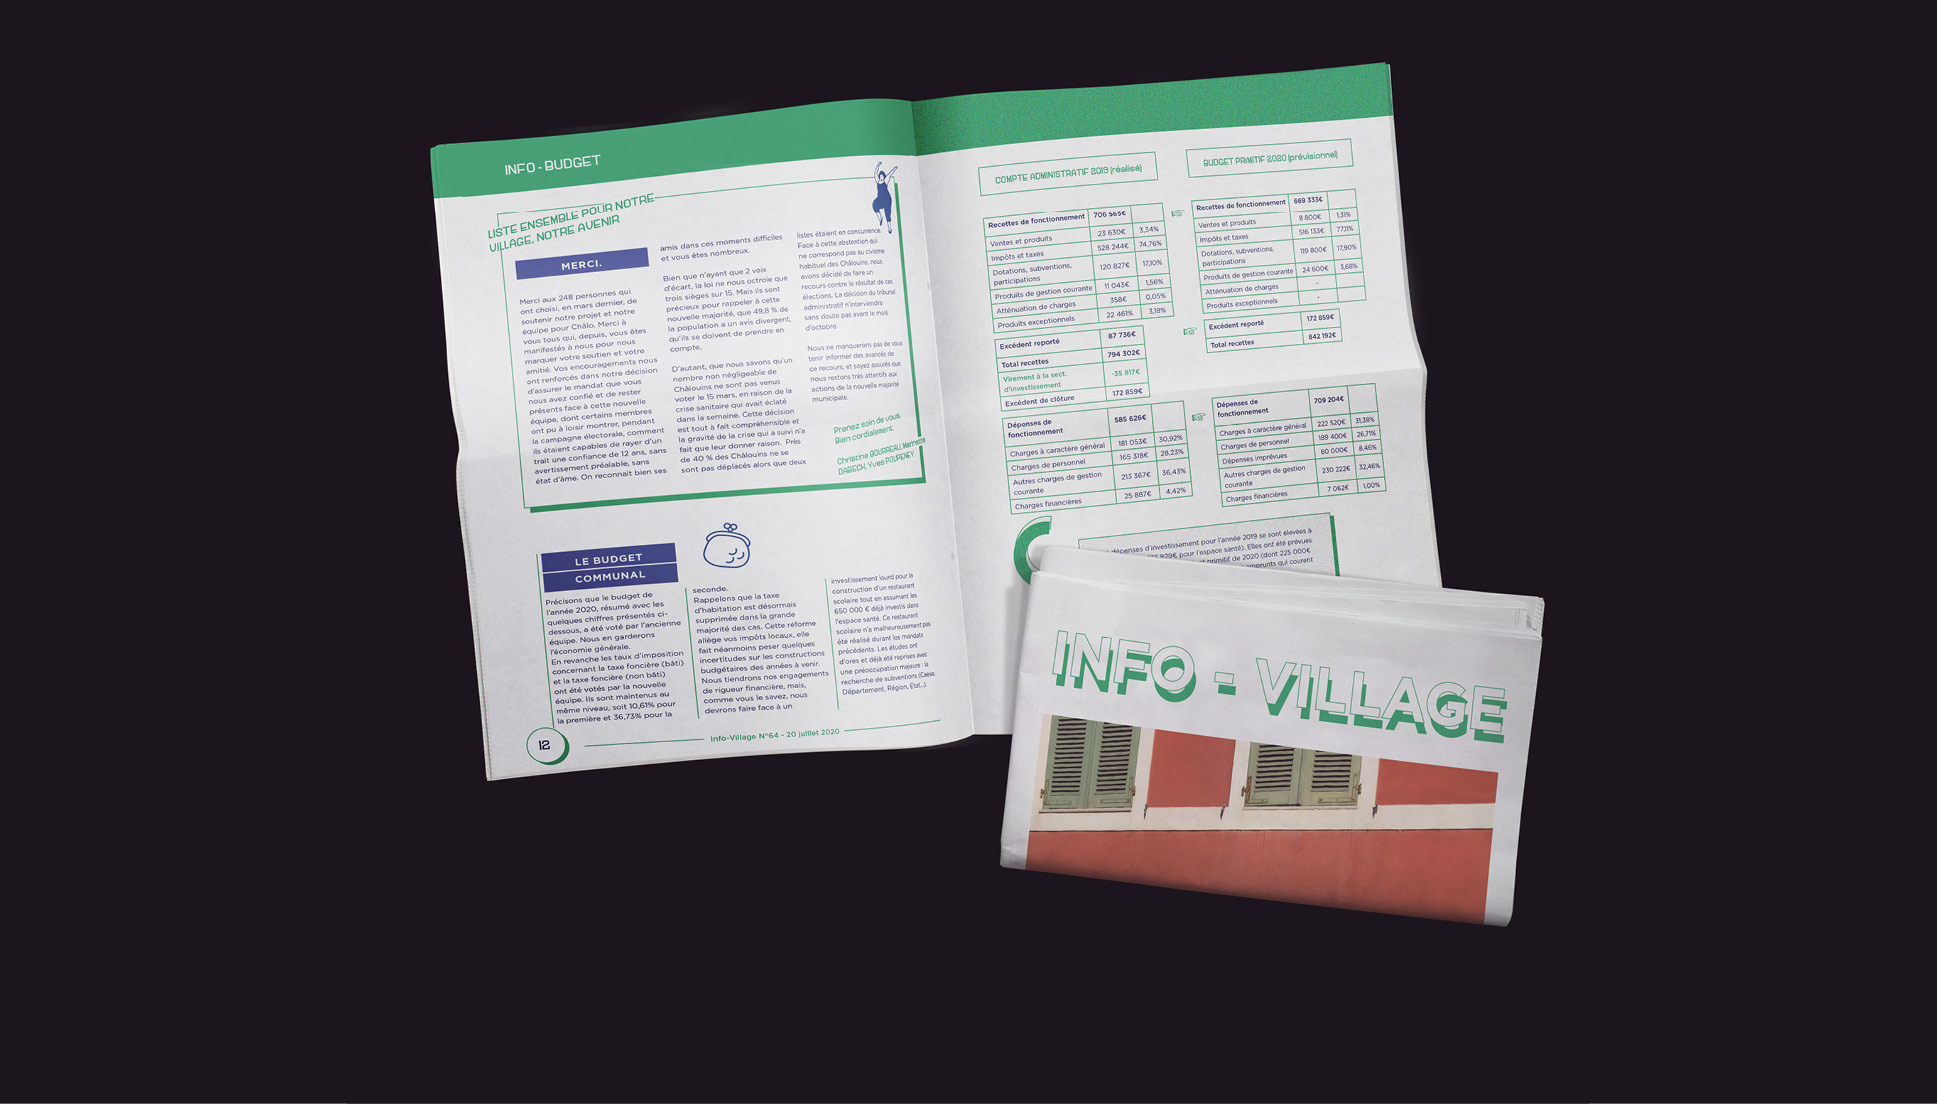 INFO - BUDGET
LISTE ENSEMBLE POUR NOTRE
VILLAGE, NOTRE AVENIR
MERCI.
Merci aux 248 personnes qui
ont choisi, en mars dernier, de
soutenir notre projet et notre
équipe pour Châlo. Merci à
vous tous qui, depuis, vous êtes
manifestés à nous pour nous
marquer votre soutien et votre
amitié. Vos encouragements nous
ont renforcés dans notre décision
d'assurer le mandat que vous
nous avez confié et de rester
présents face à cette nouvelle
équipe, dont certains membres
ont pu à loisir montrer, pendant
la campagne électorale, comment
ils étaient capables de rayer d'un
trait une confiance de 12 ans, sans
avertissement préalable, sans
état d'âme. On reconnait bien ses
amis dans ces moments difficiles
et vous êtes nombreux.
Bien que n'ayant que 2 voix
d'écart, la loi ne nous octroie que
trois sièges sur 15. Mais ils sont
précieux pour rappeler à cette
nouvelle majorité, que 49,8 % de
la population a un avis divergent,
qu'ils se doivent de prendre en
compte.
D'autant, que nous savons qu'un
nombre non négligeable de
Châlouins ne sont pas venus
voter le 15 mars, en raison de la
crise sanitaire qui avait éclaté
dans la semaine. Cette décision
est tout à fait compréhensible et
la gravité de la crise qui a suivi n'a
fait que leur donner raison. Près
de 40 % des Châlouins ne se
sont pas déplacés alors que deux
listes étaient en concurrence.
Face à cette abstention qui
ne correspond pas au civisme
habituel des Châlouins, nous
avons décidé de faire un
recours contre le résultat de ces
élections. La décision du tribunal
administratif n'interviendra
sans doute pas avant le mois
d'octobre.
Nous ne manquerons pas de vous
tenir informer des avancés de
ce recours, et soyez assurés que
nous restons très attentifs aux
actions de la nouvelle majorité
municipale.
Prenez soin de vous.
Bien cordialement.
Christine BOURREAU, Marinette
DABECH, Yves POUPENEY
LE BUDGET
COMMUNAL
Précisons que le budget de
l'année 2020, résumé avec les
quelques chiffres présentés ci-
dessous, a été voté par l'ancienne
équipe. Nous en garderons
l'économie générale.
En revanche les taux d'imposition
concernant la taxe foncière (bâti)
et la taxe foncière (non bâti)
ont été votés par la nouvelle
équipe. Ils sont maintenus au
même niveau, soit 10,61% pour
la première et 36,73% pour la
seconde.
Rappelons que la taxe
d'habitation est désormais
supprimée dans la grande
majorité des cas. Cette réforme
allège vos impôts locaux, elle
fait néanmoins peser quelques
incertitudes sur les constructions
budgétaires des années à venir.
Nous tiendrons nos engagements
de rigueur financière, mais,
comme vous le savez, nous
devrons faire face à un
investissement lourd pour la
construction d'un restaurant
scolaire tout en assumant les
650 000 € déjà investis dans
l'espace santé. Ce restaurant
scolaire n'a malheureusement pas
été réalisé durant les mandats
précédents. Les études ont
d'ores et déjà été reprises avec
une préoccupation majeure : la
recherche de subventions (Caisse,
Département, Région, Etat...).
12
Info-Village N°64 - 20 juillet 2020
COMPTE ADMINISTRATIF 2019 (réalisé)
Recettes de fonctionnement 706 565€
Ventes et produits 23 630€ 3,34%
Impôts et taxes 528 244€ 74,76%
Dotations, subventions,
participations 120 827€ 17,10%
Produits de gestion courante 11 043€ 1,56%
Atténuation de charges 358€ 0,05%
Produits exceptionnels 22 461% 3,18%
Excédent reporté 87 736€
Total recettes 794 302€
Virement à la sect.
d'investissement -35 817€
Excédent de clôture 172 859€
Dépenses de
fonctionnement 585 626€
Charges à caractère général 181 053€ 30,92%
Charges de personnel 165 318€ 28,23%
Autres charges de gestion
courante 213 367€ 36,43%
Charges financières 25 887€ 4,42%
BUDGET PRIMITIF 2020 (prévisionnel)
Recettes de fonctionnement 669 333€
Ventes et produits 8 800€ 1,31%
Impôts et taxes 516 133€ 77,11%
Dotations, subventions,
participations 119 800€ 17,90%
Produits de gestion courante 24 600€ 3,68%
Atténuation de charges -
Produits exceptionnels -
Excédent reporté 172 859€
Total recettes 842 192€
Dépenses de
fonctionnement 709 204€
Charges à caractère général 222 520€ 31,38%
Charges de personnel 189 400€ 26,71%
Dépenses imprévues 60 000€ 8,46%
Autres charges de gestion
courante 230 222€ 32,46%
Charges financières 7 062€ 1,00%
dépenses d'investissement pour l'année 2019 se sont élevées à
829€ pour l'espace santé). Elles ont été prévues
primitif de 2020 (dont 225 000€
emprunts qui courent
INFO - VILLAGE